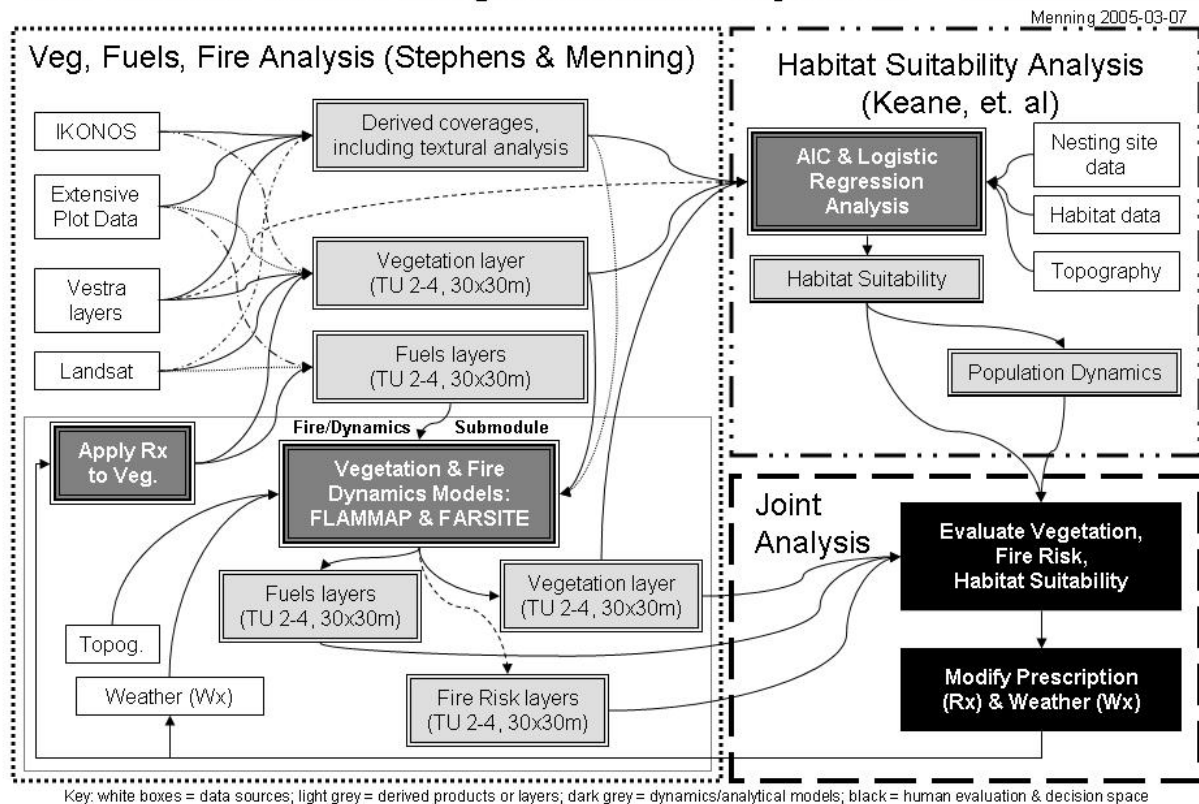 Menning 2005-03-07
Veg, Fuels, Fire Analysis (Stephens & Menning)
IKONOS
Extensive
Plot Data
Vestra
layers
Landsat
Derived coverages,
including textural analysis
Vegetation layer
(TU 2-4, 30x30m)
Fuels layers
(TU 2-4, 30x30m)
Fire/Dynamics Submodule
Apply Rx
to Veg.
Vegetation & Fire
Dynamics Models:
FLAMMAP & FARSITE
Fuels layers
(TU 2-4, 30x30m)
Vegetation layer
(TU 2-4, 30x30m)
Topog.
Weather (Wx)
Fire Risk layers
(TU 2-4, 30x30m)
Habitat Suitability Analysis
(Keane, et. al)
AIC & Logistic
Regression
Analysis
Nesting site
data
Habitat data
Topography
Habitat Suitability
Population Dynamics
Joint
Analysis
Evaluate Vegetation,
Fire Risk,
Habitat Suitability
Modify Prescription
(Rx) & Weather (Wx)
Key: white boxes = data sources; light grey = derived products or layers; dark grey = dynamics/analytical models; black = human evaluation & decision space